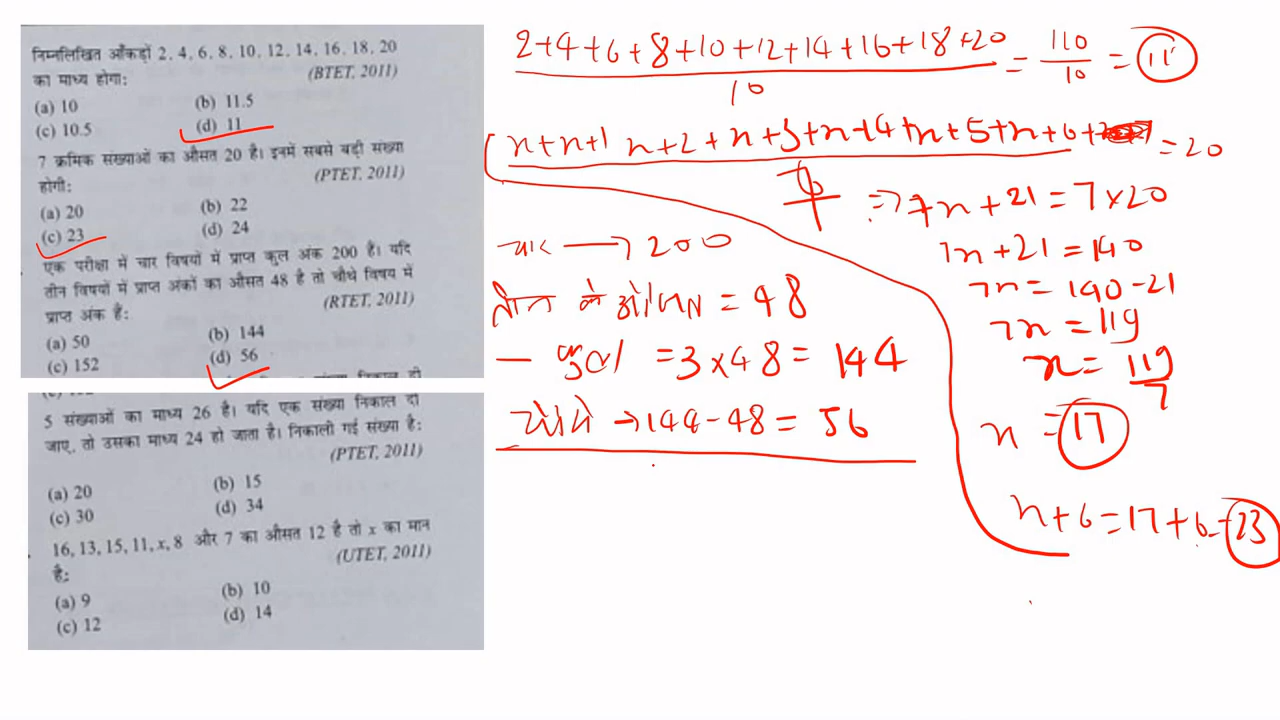 निम्नलिखित आँकड़ों 2, 4, 6, 8, 10, 12, 14, 16, 18, 20
का माध्य होगा: (BTET, 2011)
(a) 10 (b) 11.5
(c) 10.5 (d) 11
7 क्रमिक संख्याओं का औसत 20 है। इनमें सबसे बड़ी संख्या
होगी: (PTET, 2011)
(a) 20 (b) 22
(c) 23 (d) 24
एक परीक्षा में चार विषयों में प्राप्त कुल अंक 200 है। यदि
तीन विषयों में प्राप्त अंकों का औसत 48 है तो चौथे विषय में
प्राप्त अंक हैं: (RTET, 2011)
(a) 50 (b) 144
(c) 152 (d) 56
5 संख्याओं का माध्य 26 है। यदि एक संख्या निकाल दी
जाए, तो उसका माध्य 24 हो जाता है। निकाली गई संख्या है:
(PTET, 2011)
(a) 20 (b) 15
(c) 30 (d) 34
16, 13, 15, 11, x, 8 और 7 का औसत 12 है तो x का मान
है: (UTET, 2011)
(a) 9 (b) 10
(c) 12 (d) 14
2+4+6+8+10+12+14+16+18+20 = 110 = 11
10 10
n+n+1 n+2+n+3+n+4+n+5+n+6 = 20
=> 7n+21=7×20
7n+21=140
7n=140-21
7n=119
n=119
7
n = 17
n+6=17+6=23
चार → 200
= 48
कुल =3×48= 144
→144-48= 56